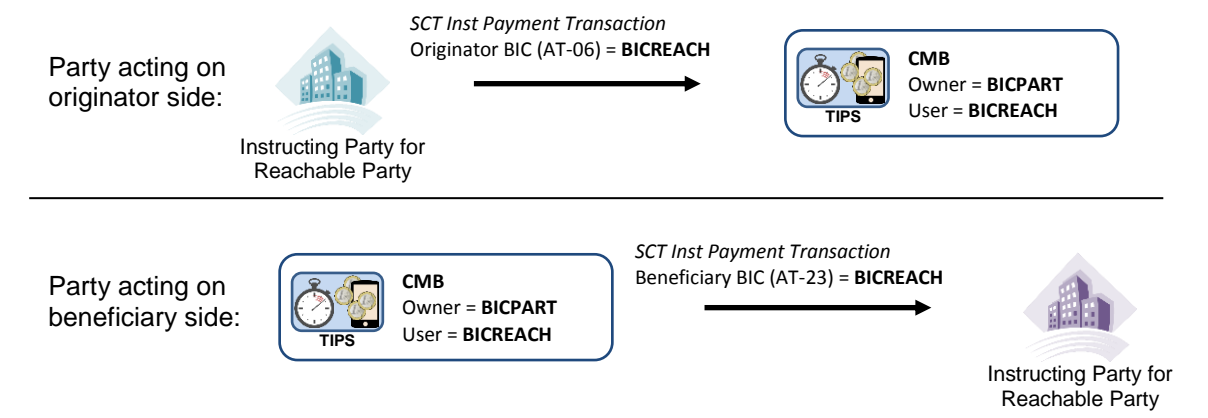 SCT Inst Payment Transaction
Originator BIC (AT-06) = BICREACH
Party acting on
originator side:
CMB
Owner = BICPART
User = BICREACH
TIPS
Instructing Party for
Reachable Party
SCT Inst Payment Transaction
Beneficiary BIC (AT-23) = BICREACH
Party acting on
beneficiary side:
CMB
Owner = BICPART
User = BICREACH
TIPS
Instructing Party for
Reachable Party